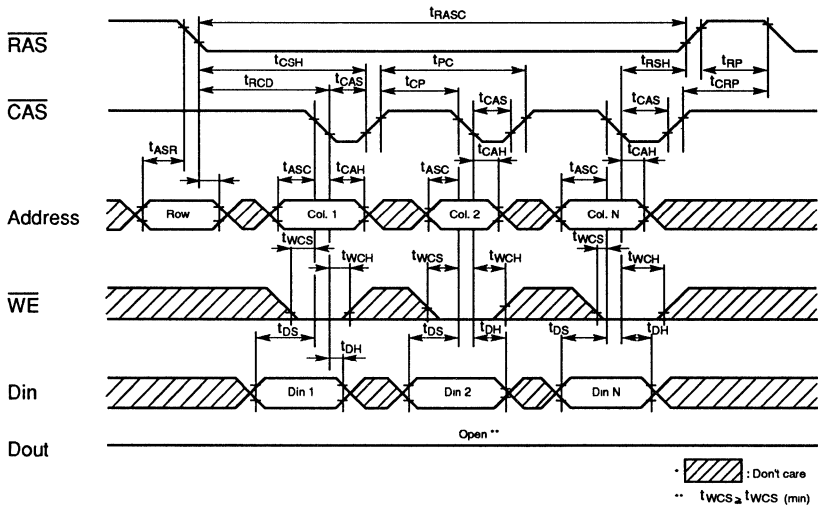 tRASC
RAS
tCSH
tPC
tRSH
tRP
tRCD
tCAS
tCP
tCAS
tCAS
tCRP
CAS
tASR
tASC
tCAH
tASC
tCAH
tASC
tCAH
Address
Row
Col. 1
Col. 2
Col. N
tWCS
tWCH
tWCS
tWCH
tWCS
tWCH
WE
tDS
tDH
tDS
tDH
tDS
tDH
Din
Din 1
Din 2
Din N
Open **
Dout
* : Don't care
** tWCS ≥ tWCS (min)